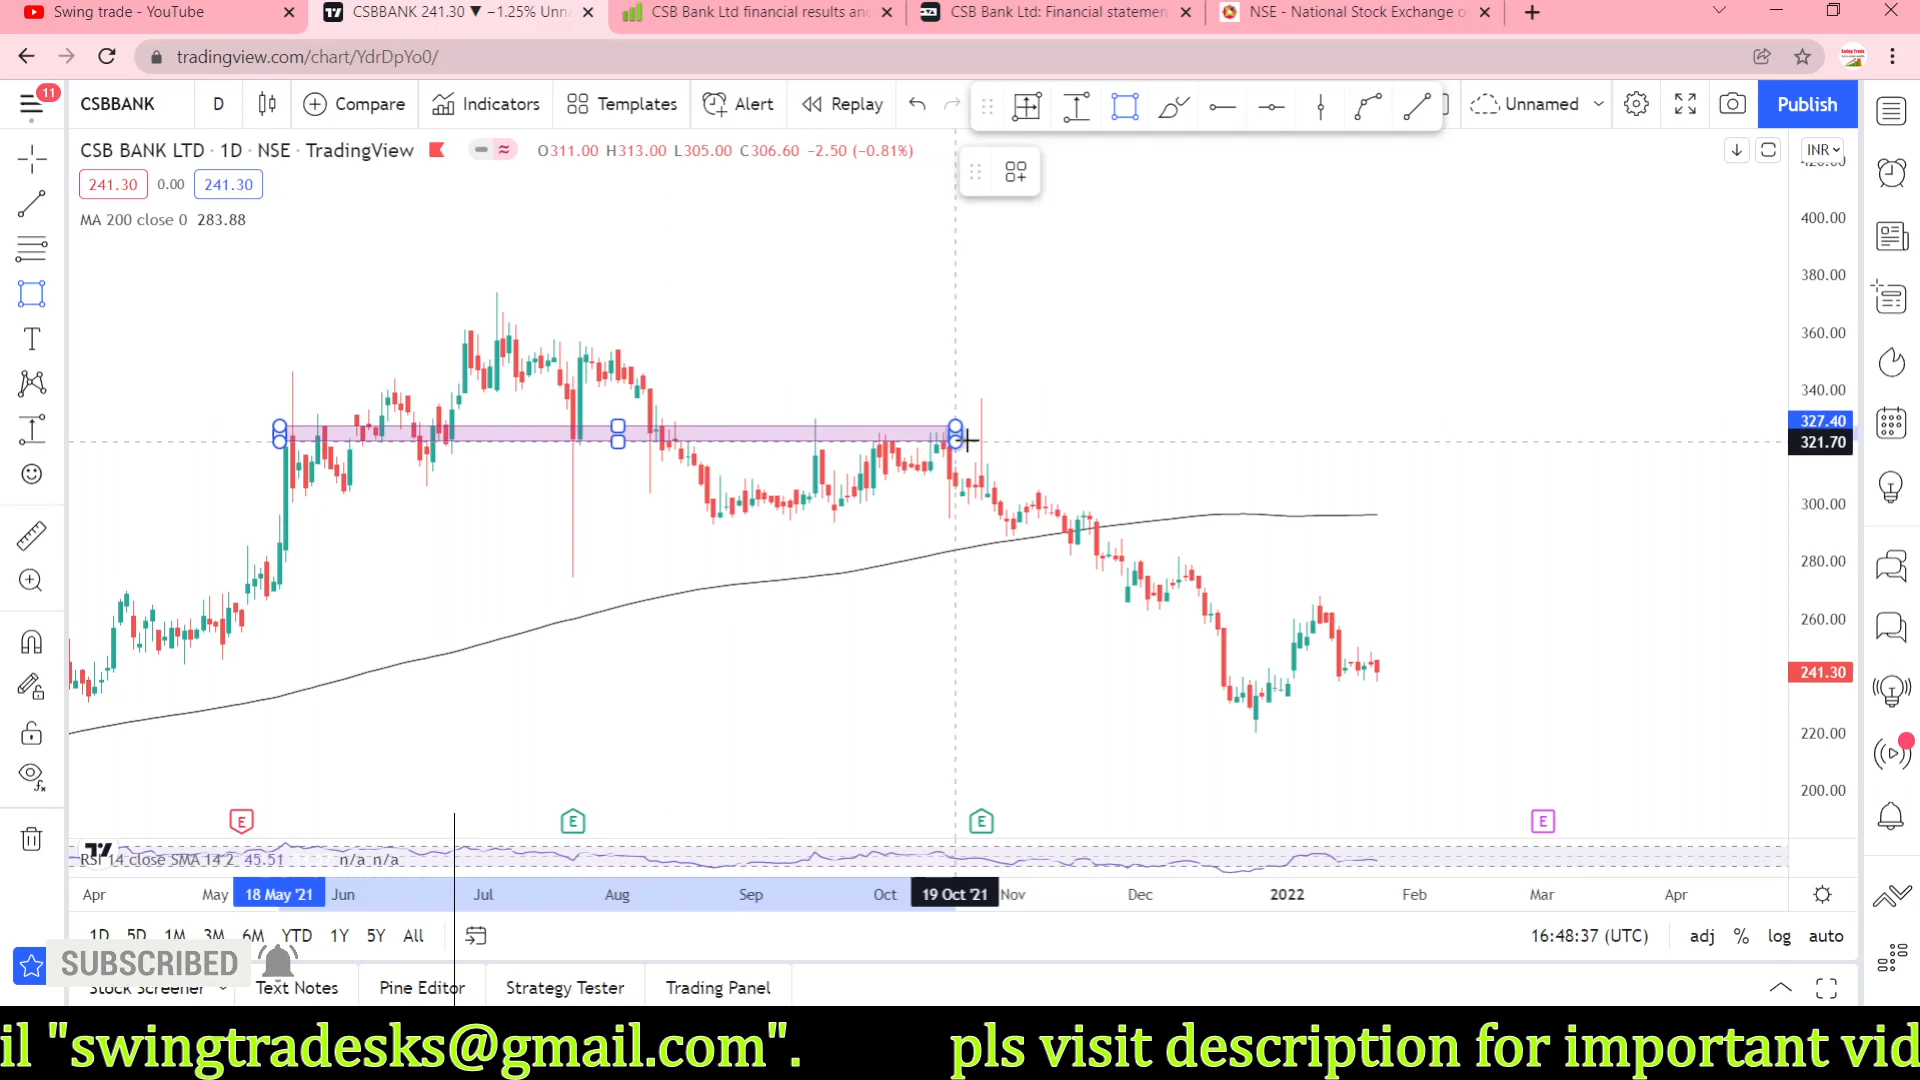 Swing trade - YouTube
CSBBANK 241.30 ▼ −1.25% Unna
CSB Bank Ltd financial results and
CSB Bank Ltd: Financial statemen
NSE - National Stock Exchange o
tradingview.com/chart/YdrDpYo0/
11
CSBBANK
D
Compare
Indicators
Templates
Alert
Replay
Unnamed
Publish
CSB BANK LTD · 1D · NSE · TradingView
O311.00 H313.00 L305.00 C306.60 −2.50 (−0.81%)
INR
241.30 0.00 241.30
MA 200 close 0 283.88
400.00
380.00
360.00
340.00
327.40
321.70
300.00
280.00
260.00
241.30
220.00
200.00
E E E E
RSI 14 close SMA 14 2 45.51 n/a n/a
Apr May 18 May '21 Jun Jul Aug Sep Oct 19 Oct '21 Nov Dec 2022 Feb Mar Apr
1D 5D 1M 3M 6M YTD 1Y 5Y All
16:48:37 (UTC) adj % log auto
SUBSCRIBED
Stock Screener Text Notes Pine Editor Strategy Tester Trading Panel
il "swingtradesks@gmail.com". pls visit description for important vid